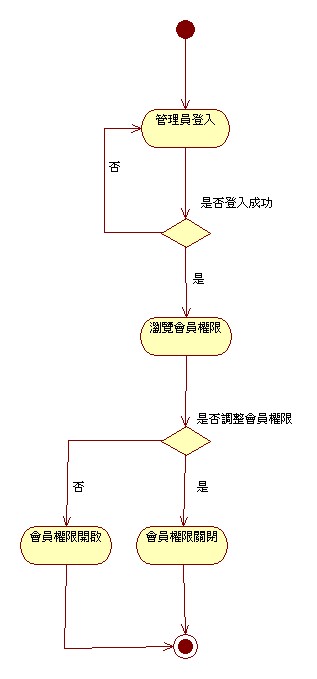 管理員登入
否
是否登入成功
是
瀏覽會員權限
是否調整會員權限
否
是
會員權限開啟
會員權限關閉